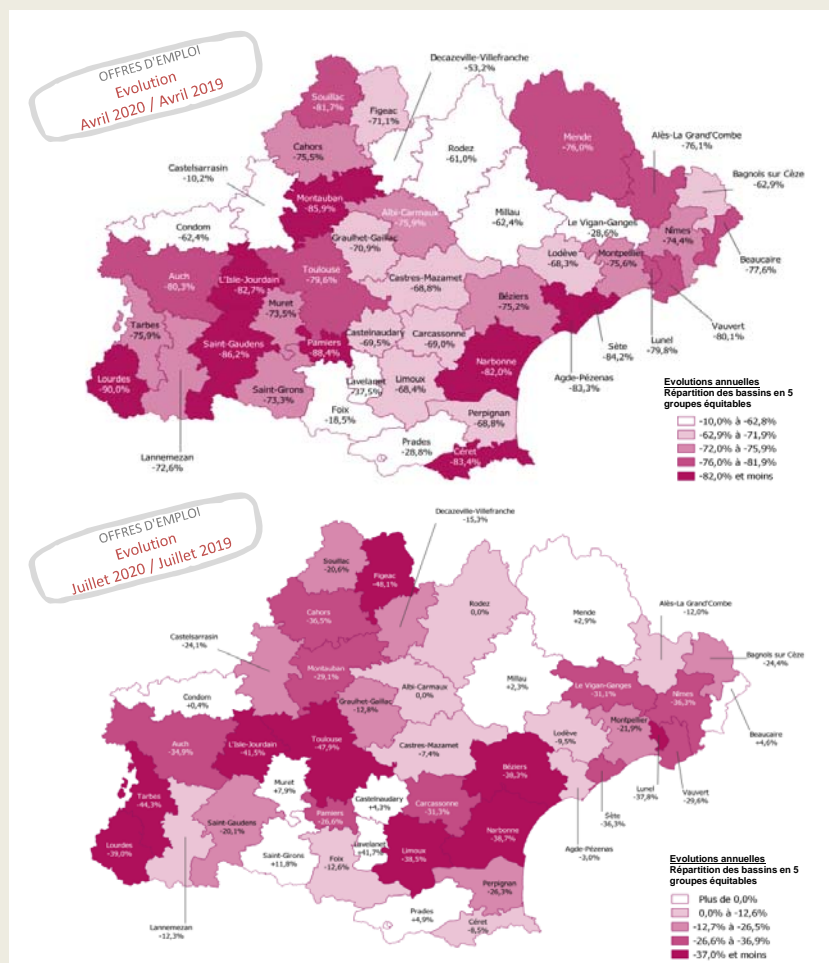 OFFRES D'EMPLOI
Evolution
Avril 2020 / Avril 2019
Decazeville-Villefranche
-53,2%
Souillac
-81,7%
Figeac
-71,1%
Cahors
-75,5%
Rodez
-61,0%
Mende
-76,0%
Alès-La Grand'Combe
-76,1%
Bagnols sur Cèze
-62,9%
Castelsarrasin
-10,2%
Montauban
-85,9%
Albi-Carmaux
-75,9%
Millau
-62,4%
Le Vigan-Ganges
-28,6%
Nîmes
-74,4%
Condom
-62,4%
Graulhet-Gaillac
-70,9%
Lodève
-68,3%
Montpellier
-75,6%
Beaucaire
-77,6%
Auch
-80,3%
L'Isle-Jourdain
-82,7%
Toulouse
-79,6%
Castres-Mazamet
-68,8%
Béziers
-75,2%
Muret
-73,5%
Vauvert
-80,1%
Tarbes
-75,9%
Saint-Gaudens
-86,2%
Pamiers
-88,4%
Castelnaudary
-69,5%
Carcassonne
-69,0%
Sète
-84,2%
Lunel
-79,8%
Lourdes
-90,0%
Saint-Girons
-73,3%
Lavelanet
-37,5%
Limoux
-68,4%
Narbonne
-82,0%
Agde-Pézenas
-83,3%
Foix
-18,5%
Perpignan
-68,8%
Lannemezan
-72,6%
Prades
-28,8%
Céret
-83,4%
Evolutions annuelles
Répartition des bassins en 5
groupes équitables
-10,0% à -62,8%
-62,9% à -71,9%
-72,0% à -75,9%
-76,0% à -81,9%
-82,0% et moins
OFFRES D'EMPLOI
Evolution
Juillet 2020 / Juillet 2019
Decazeville-Villefranche
-15,3%
Souillac
-20,6%
Figeac
-48,1%
Cahors
-36,5%
Rodez
0,0%
Mende
+2,9%
Alès-La Grand'Combe
-12,0%
Castelsarrasin
-24,1%
Montauban
-29,1%
Bagnols sur Cèze
-24,4%
Condom
+0,4%
Albi-Carmaux
0,0%
Millau
+2,3%
Le Vigan-Ganges
-31,1%
Nîmes
-36,3%
Graulhet-Gaillac
-12,8%
Auch
-34,9%
L'Isle-Jourdain
-41,5%
Toulouse
-47,9%
Castres-Mazamet
-7,4%
Lodève
-9,5%
Montpellier
-21,9%
Beaucaire
+4,6%
Béziers
-38,2%
Muret
+7,9%
Castelnaudary
+4,3%
Lunel
-37,8%
Vauvert
-29,6%
Tarbes
-44,3%
Saint-Gaudens
-20,1%
Pamiers
-26,6%
Carcassonne
-31,3%
Sète
-36,3%
Narbonne
-38,7%
Lourdes
-39,0%
Saint-Girons
+11,8%
Foix
-12,6%
Lavelanet
+41,7%
Limoux
-38,5%
Agde-Pézenas
-3,0%
Perpignan
-26,3%
Lannemezan
-12,3%
Prades
+4,9%
Céret
-8,5%
Evolutions annuelles
Répartition des bassins en 5
groupes équitables
Plus de 0,0%
0,0% à -12,6%
-12,7% à -26,5%
-26,6% à -36,9%
-37,0% et moins